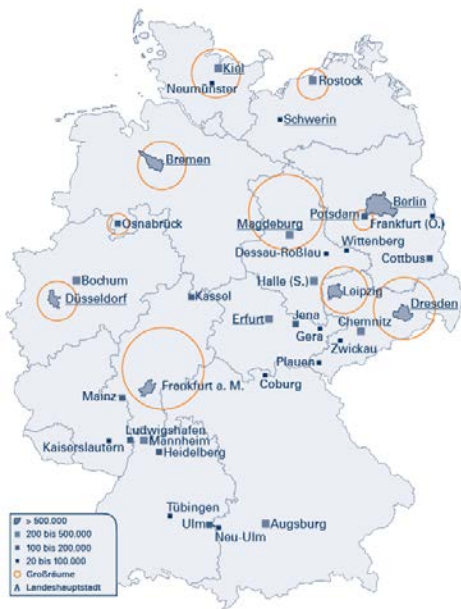 Kiel
Rostock
Neumünster
Schwerin
Bremen
Berlin
Potsdam
Frankfurt (O.)
Osnabrück
Magdeburg
Wittenberg
Dessau-Roßlau
Cottbus
Bochum
Halle (S.)
Leipzig
Düsseldorf
Kassel
Dresden
Erfurt
Jena
Chemnitz
Gera
Zwickau
Plauen
Frankfurt a. M.
Coburg
Mainz
Ludwigshafen
Kaiserslautern
Mannheim
Heidelberg
Tübingen
Ulm
Augsburg
Neu-Ulm
> 500.000
200 bis 500.000
100 bis 200.000
20 bis 100.000
Großräume
A Landeshauptstadt